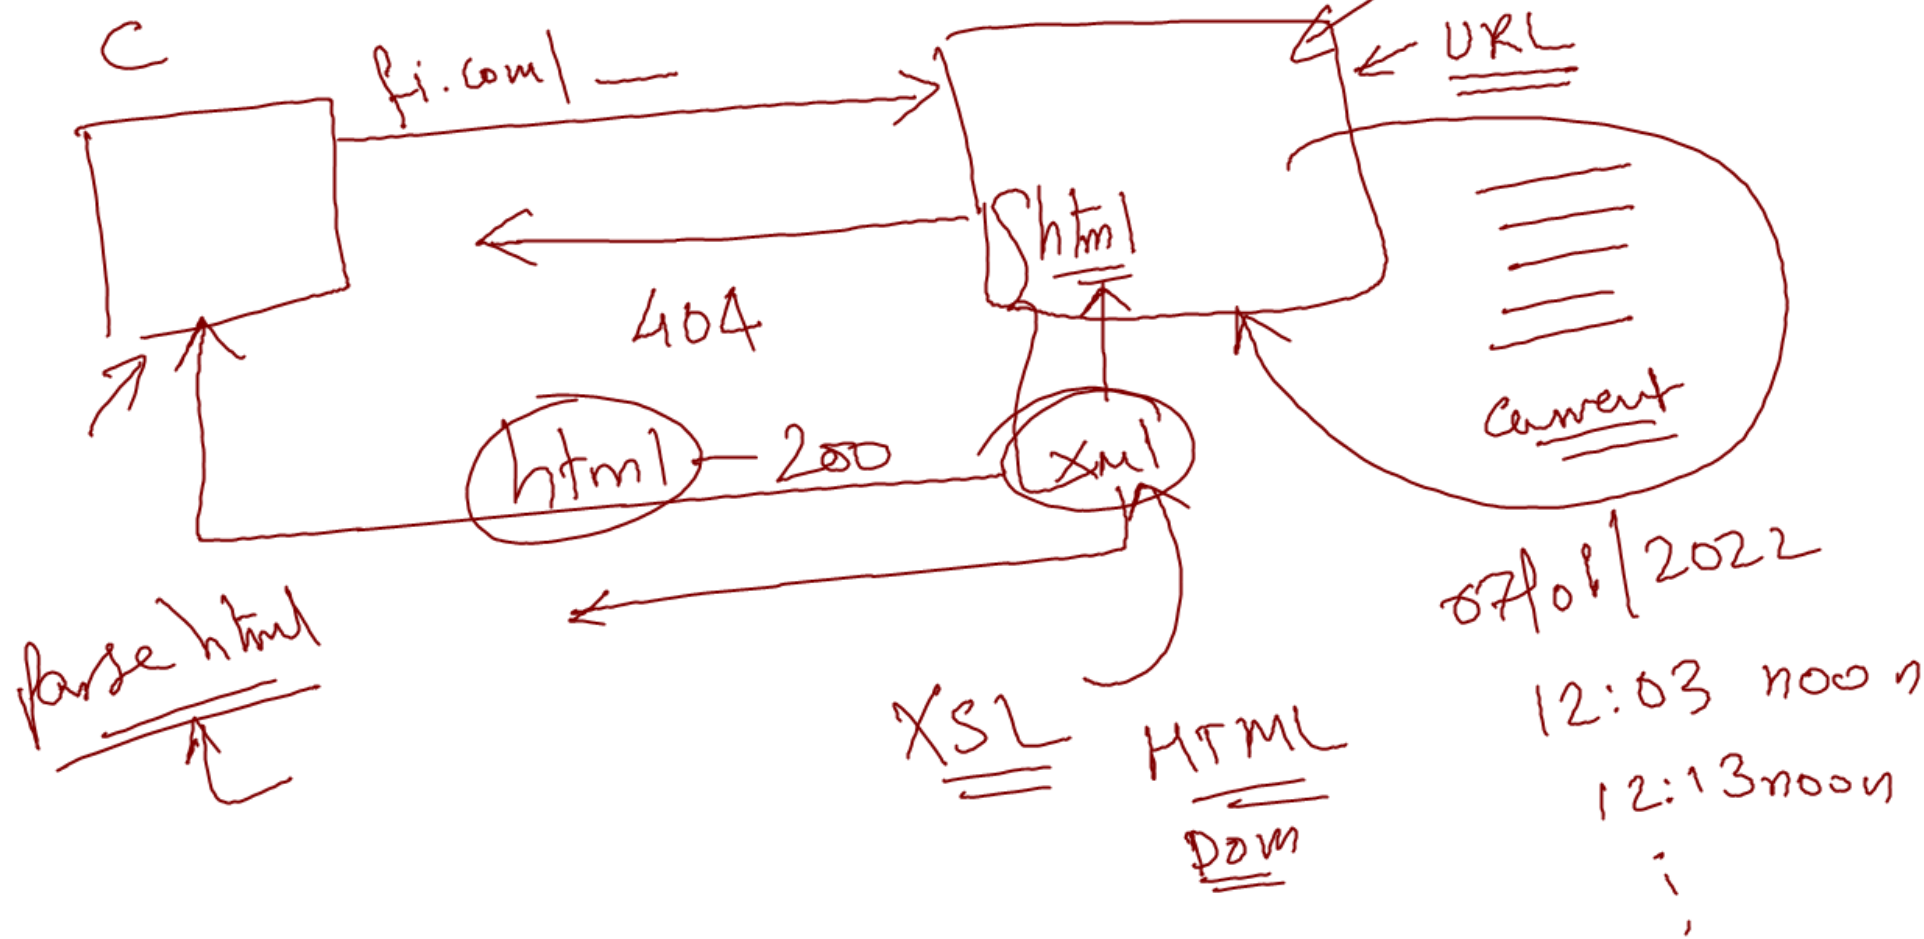 C
fi.com/ __
URL
Shtml
404
Current
html - 200
xml
07/01/2022
parse html
12:03 noon
XSL
HTML
DOM
12:13 noon